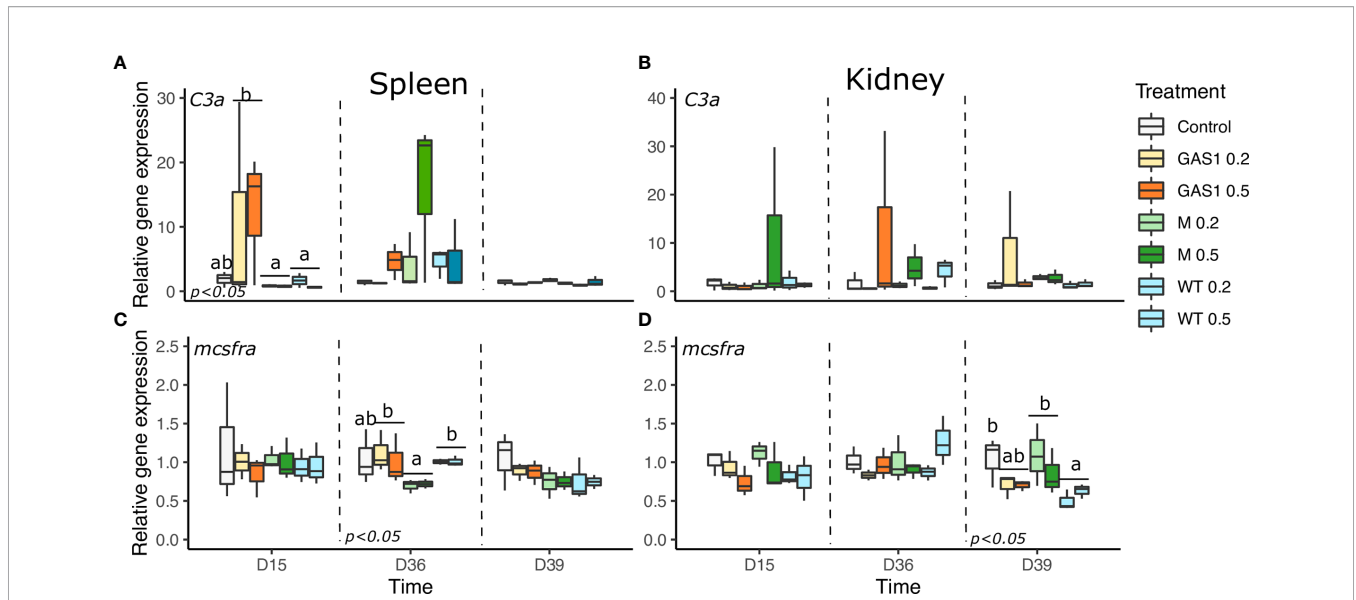 A
Spleen
B
Kidney
Relative gene expression
C3a
b
30
20
10
0
ab
a
a
p<0.05
C3a
40
30
20
10
0
Treatment
Control
GAS1 0.2
GAS1 0.5
M 0.2
M 0.5
WT 0.2
WT 0.5
C
D
Relative gene expression
mcsfra
2.5
2.0
1.5
1.0
0.5
0.0
ab
b
a
b
p<0.05
D15
D36
D39
Time
mcsfra
2.5
2.0
1.5
1.0
0.5
0.0
b
ab
b
a
p<0.05
D15
D36
D39
Time